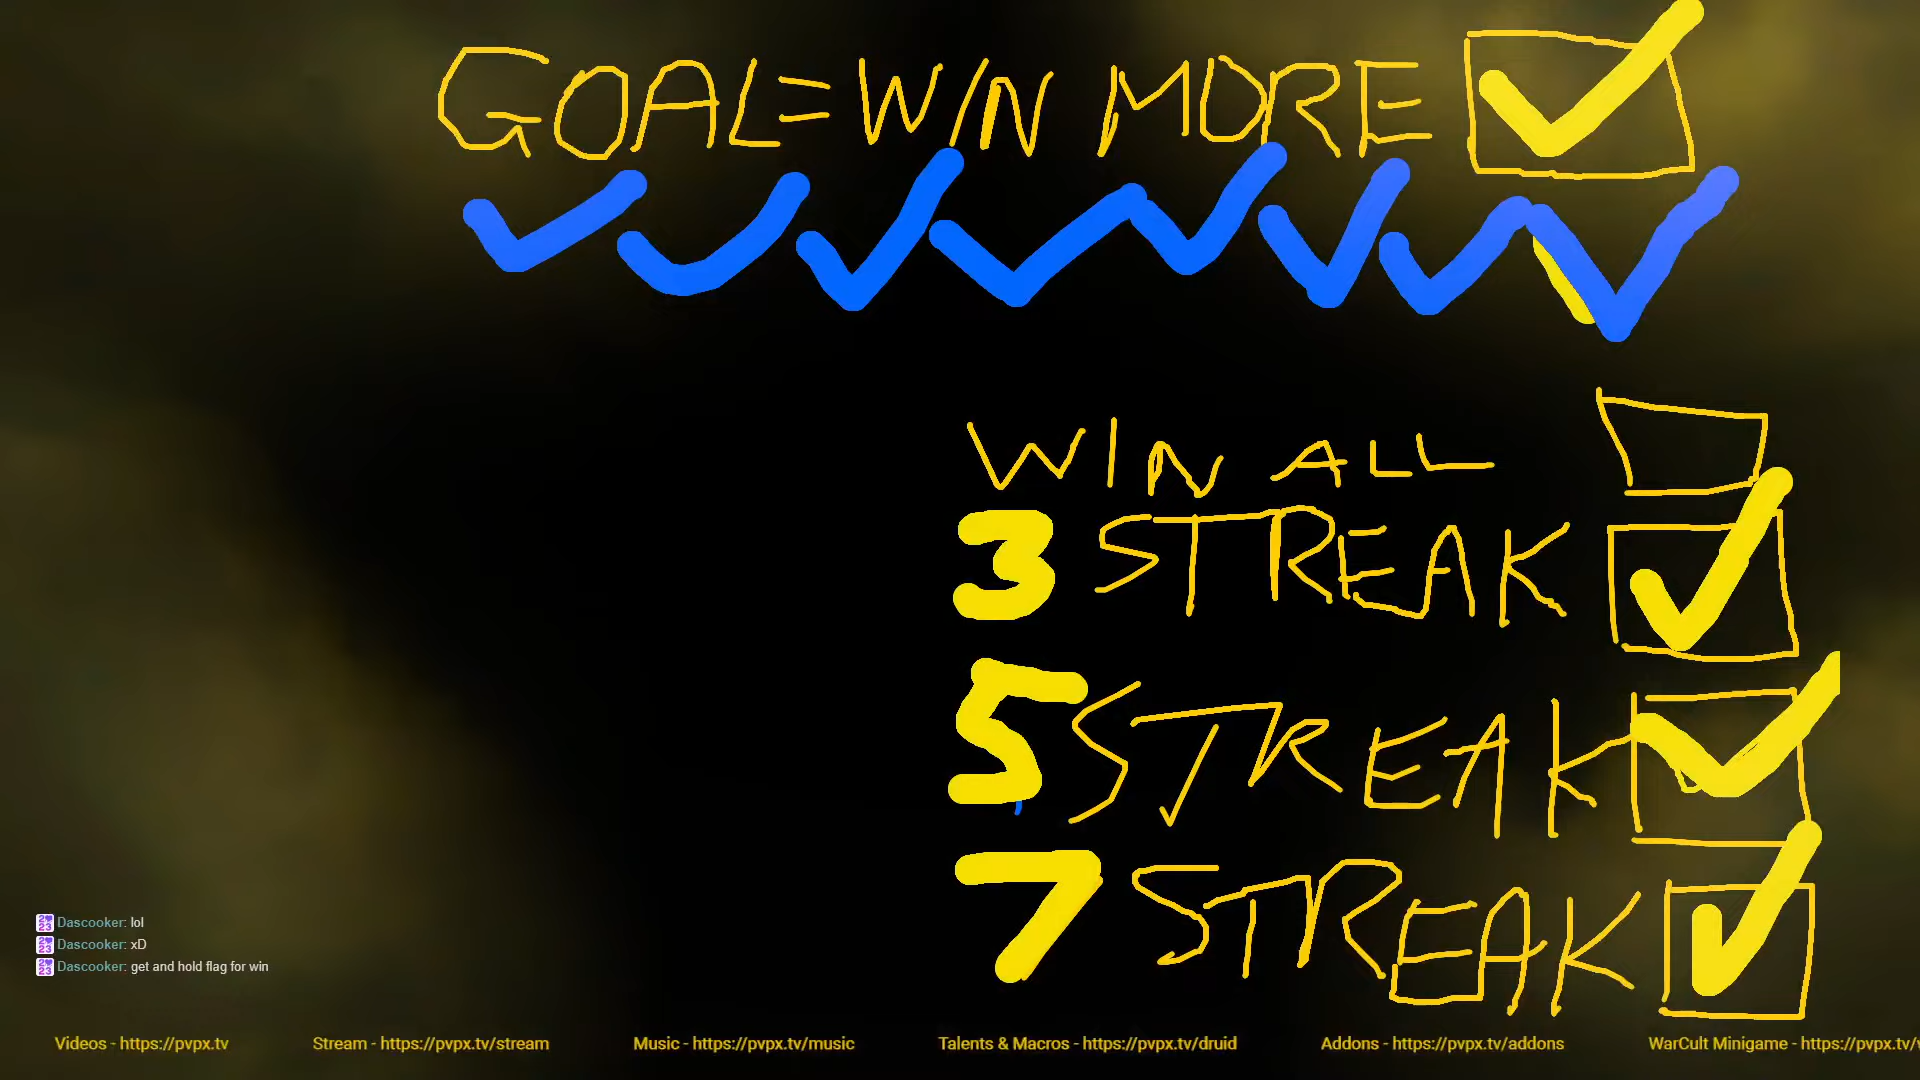 GOAL=WIN MORE
WIN ALL
3 STREAK
5 STREAK
7 STREAK
Dascooker: lol
Dascooker: xD
Dascooker: get and hold flag for win
Videos - https://pvpx.tv Stream - https://pvpx.tv/stream Music - https://pvpx.tv/music Talents & Macros - https://pvpx.tv/druid Addons - https://pvpx.tv/addons WarCult Minigame - https://pvpx.tv/